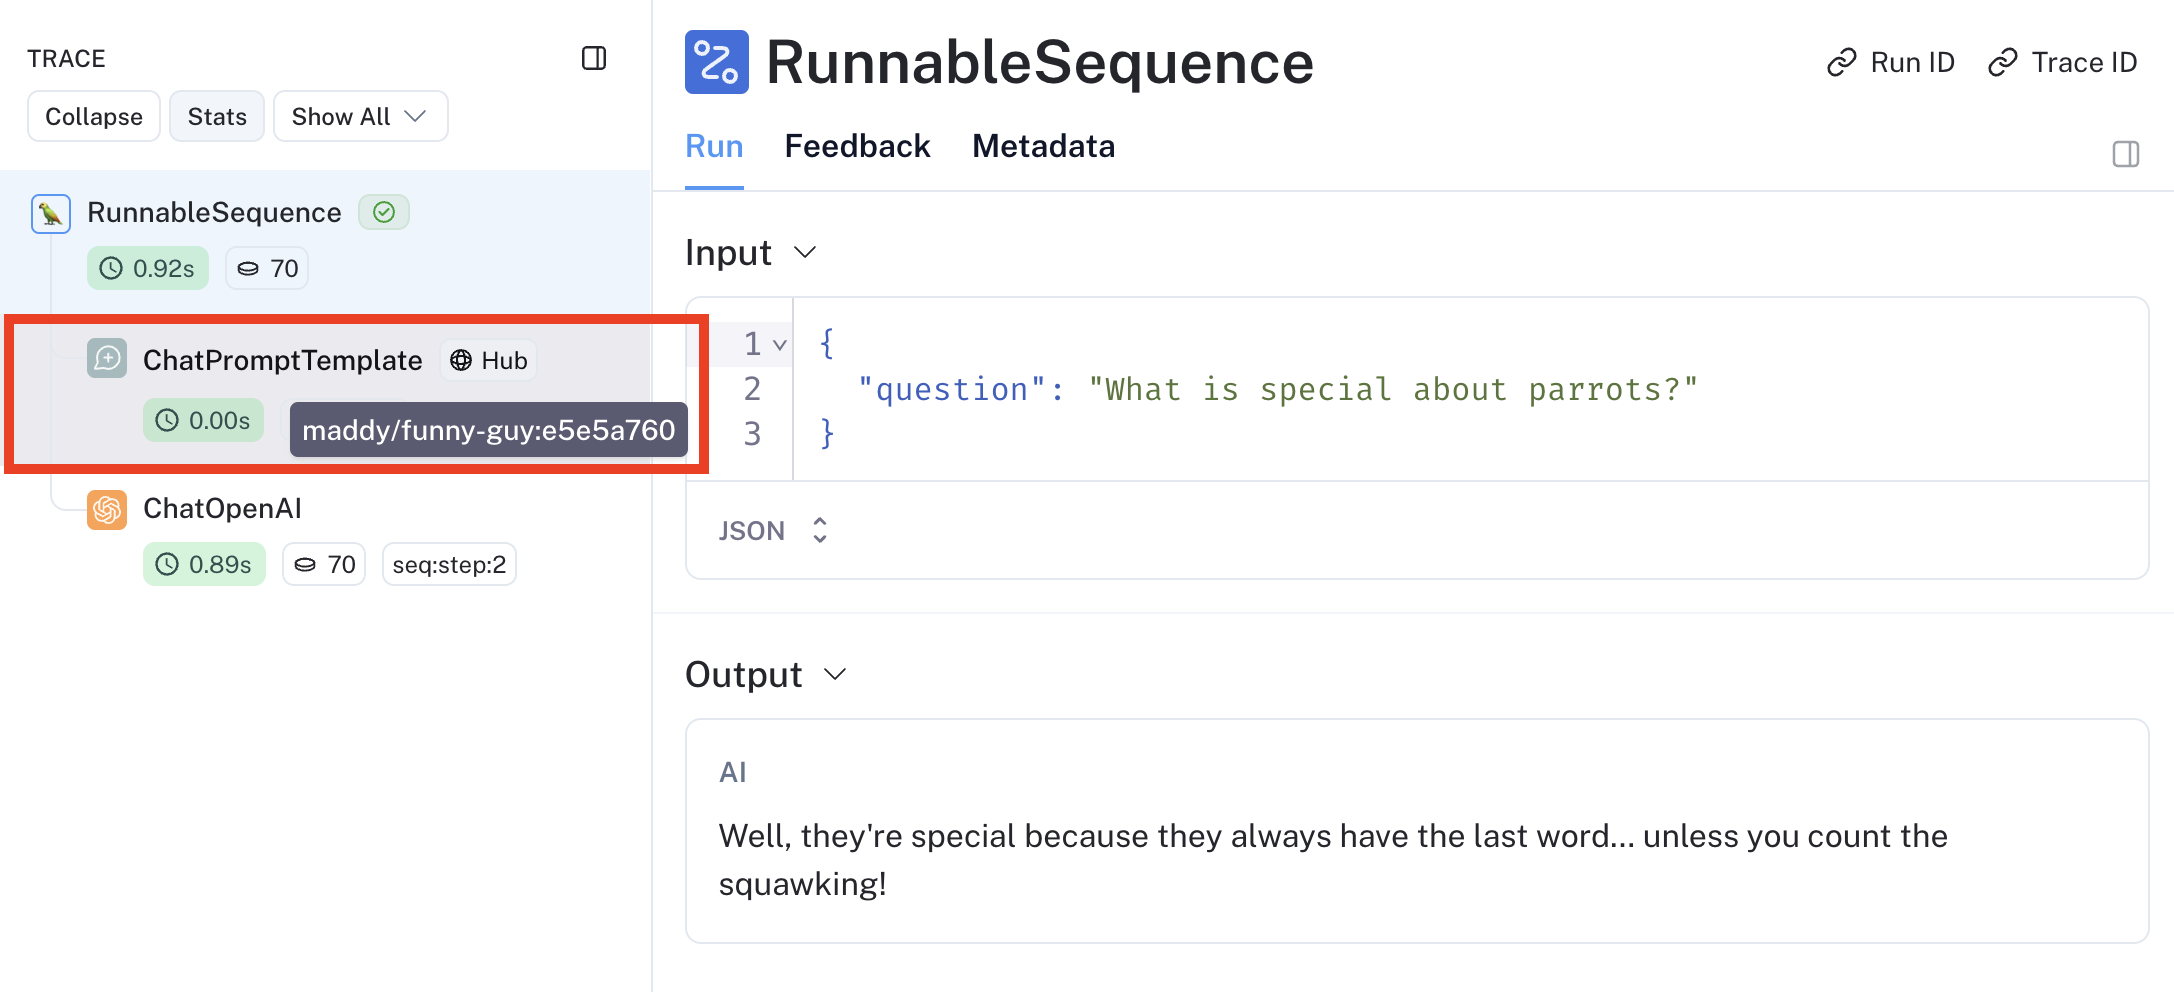 TRACE
Collapse
Stats
Show All
RunnableSequence
0.92s
70
ChatPromptTemplate
Hub
0.00s
maddy/funny-guy:e5e5a760
ChatOpenAI
0.89s
70
seq:step:2
RunnableSequence
Run ID
Trace ID
Run
Feedback
Metadata
Input
1 {
2 "question": "What is special about parrots?"
3 }
JSON
Output
AI
Well, they're special because they always have the last word... unless you count the
squawking!